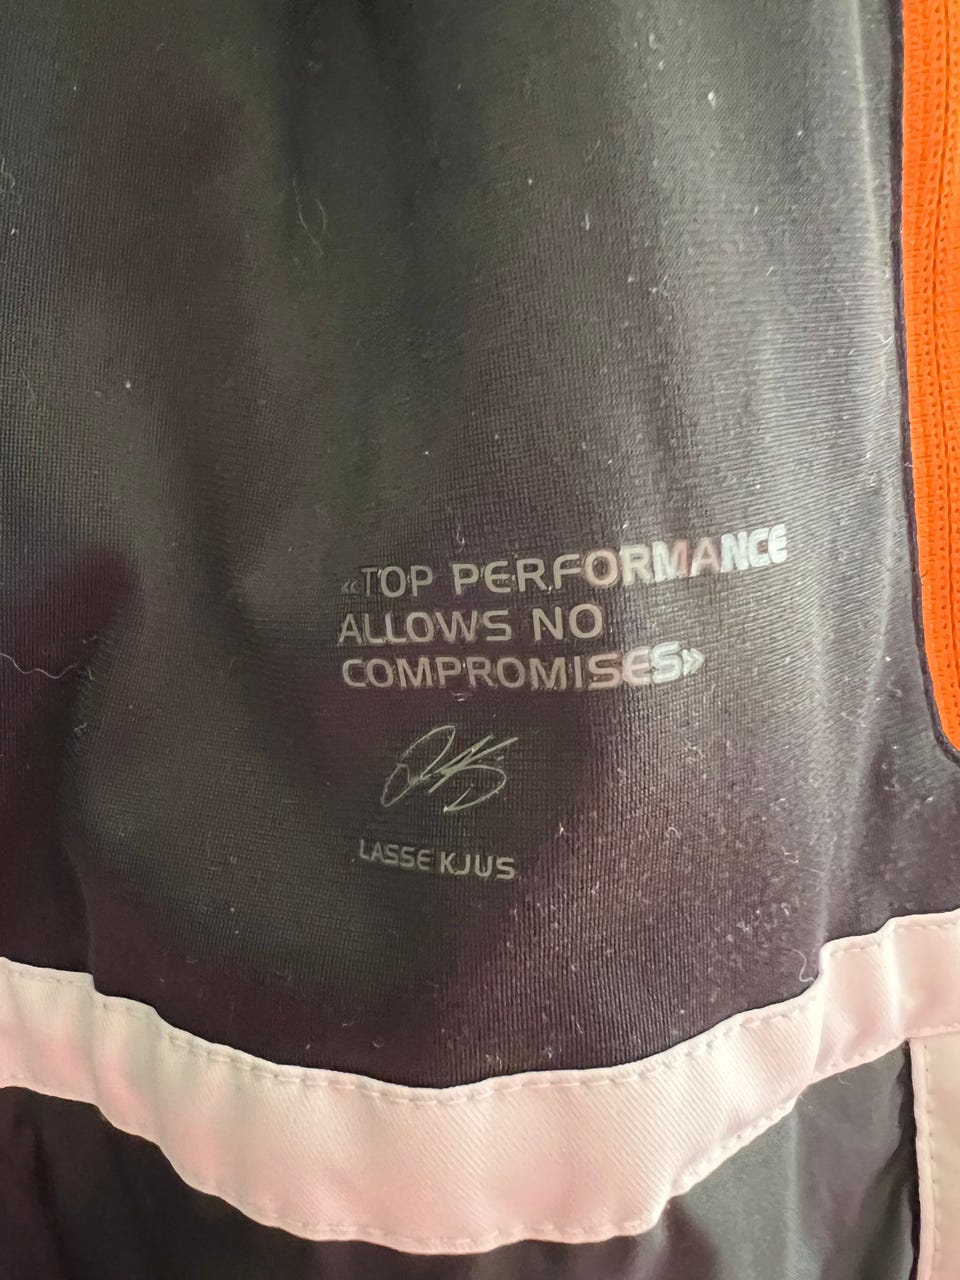 «TOP PERFORMANCE
ALLOWS NO
COMPROMISES»
LASSE KJUS